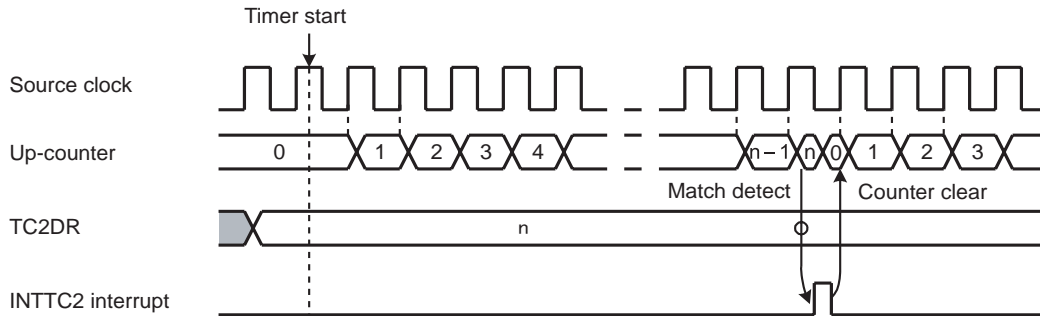 Timer start
Source clock
Up-counter
0 1 2 3 4 n–1 n 0 1 2 3
Match detect Counter clear
TC2DR
n
INTTC2 interrupt